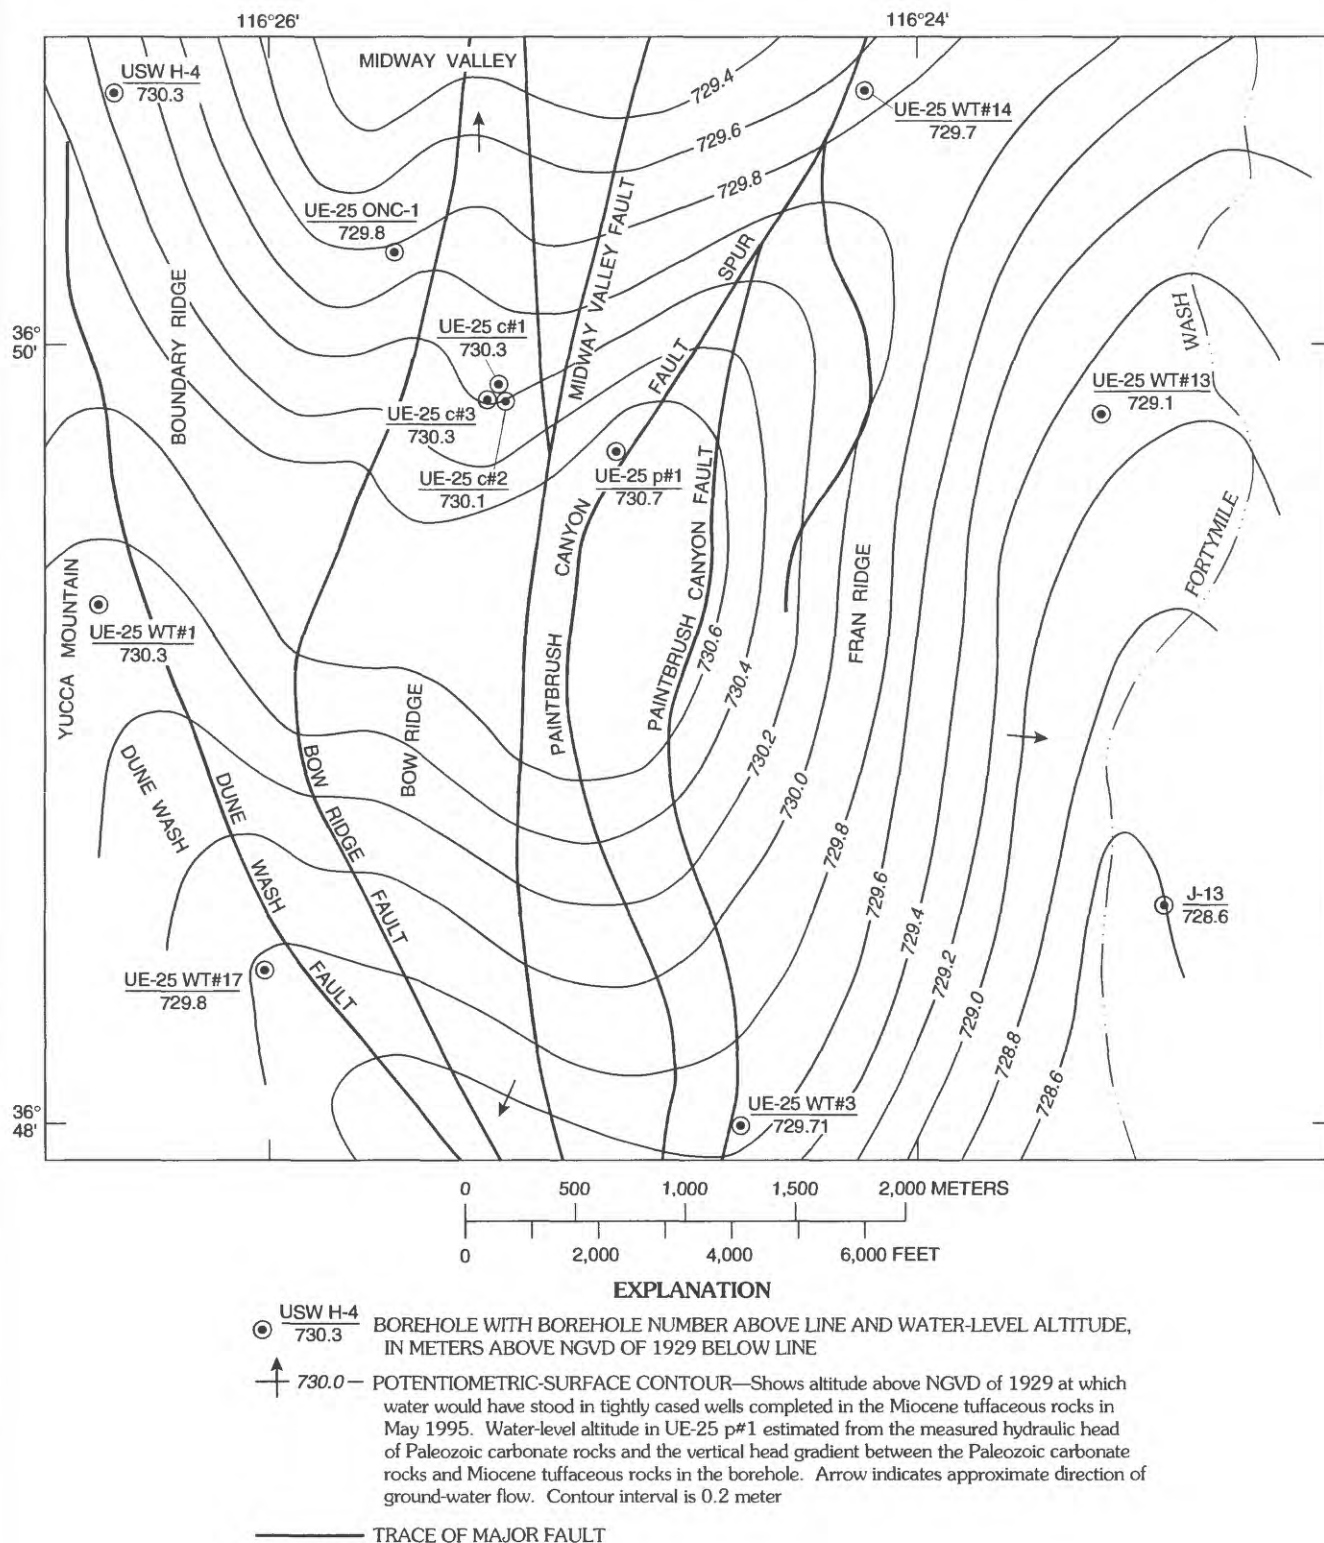 116°26'
116°24'
MIDWAY VALLEY
USW H-4
730.3
729.4
UE-25 WT#14
729.7
729.6
729.8
UE-25 ONC-1
729.8
MIDWAY VALLEY FAULT
SPUR
BOUNDARY RIDGE
WASH
36°
50'
UE-25 c#1
730.3
FAULT
UE-25 WT#13
729.1
UE-25 c#3
730.3
UE-25 c#2
730.1
UE-25 p#1
730.7
CANYON
PAINTBRUSH CANYON FAULT
FORTYMILE
FRAN RIDGE
YUCCA MOUNTAIN
UE-25 WT#1
730.3
730.6
730.4
PAINTBRUSH
BOW RIDGE
730.2
730.0
DUNE WASH
DUNE
WASH
FAULT
BOW RIDGE
FAULT
729.8
729.6
729.4
729.2
729.0
728.8
728.6
J-13
728.6
UE-25 WT#17
729.8
UE-25 WT#3
729.71
36°
48'
0 500 1,000 1,500 2,000 METERS
0 2,000 4,000 6,000 FEET
EXPLANATION
USW H-4
730.3
BOREHOLE WITH BOREHOLE NUMBER ABOVE LINE AND WATER-LEVEL ALTITUDE,
IN METERS ABOVE NGVD OF 1929 BELOW LINE
730.0 POTENTIOMETRIC-SURFACE CONTOUR—Shows altitude above NGVD of 1929 at which
water would have stood in tightly cased wells completed in the Miocene tuffaceous rocks in
May 1995. Water-level altitude in UE-25 p#1 estimated from the measured hydraulic head
of Paleozoic carbonate rocks and the vertical head gradient between the Paleozoic carbonate
rocks and Miocene tuffaceous rocks in the borehole. Arrow indicates approximate direction of
ground-water flow. Contour interval is 0.2 meter
TRACE OF MAJOR FAULT